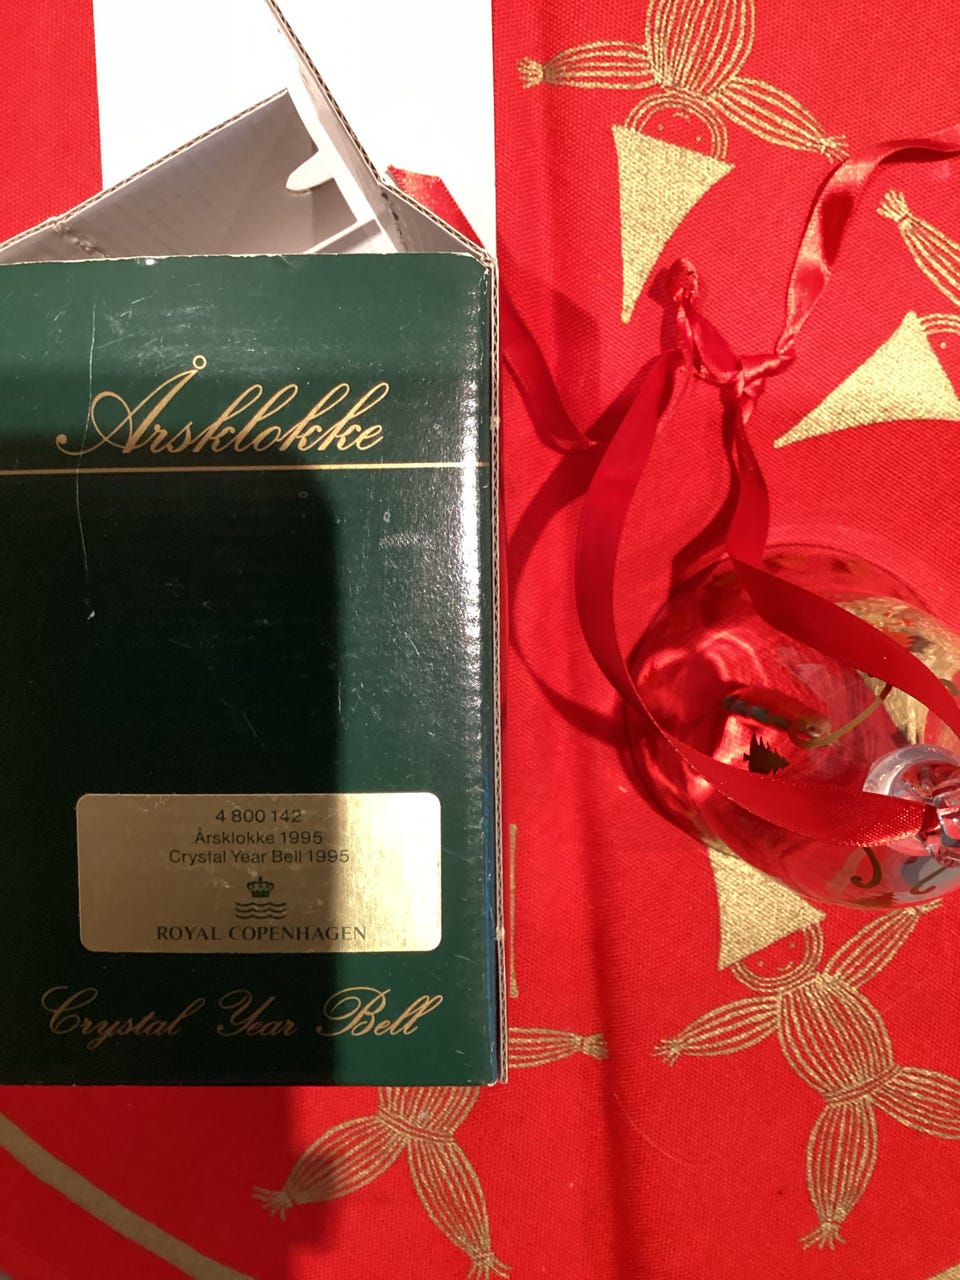 Årsklokke
4 800 142
Årsklokke 1995
Crystal Year Bell 1995
ROYAL COPENHAGEN
Crystal Year Bell